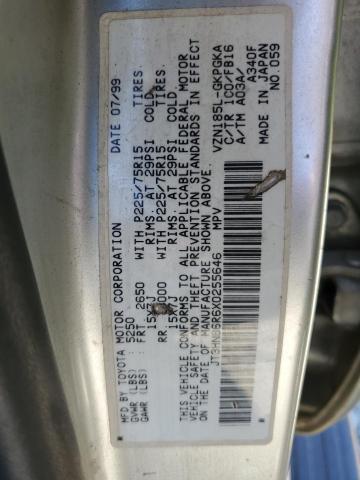 MFD BY TOYOTA MOTOR CORPORATION DATE 07/99
GVWR (LBS) 5250
GAWR (LBS) FRT. 2650 WITH P225/75R15 TIRES
RIMS. AT 29PSI COLD
RR. WITH P225/75R15 TIRES
RIMS. AT 29PSI COLD
THIS VEHICLE CONFORMS TO ALL APPLICABLE FEDERAL MOTOR
VEHICLE SAFETY AND THEFT PREVENTION STANDARDS IN EFFECT
ON THE DATE OF MANUFACTURE SHOWN ABOVE.
MPV
VZN185L-GKPGKA
C/TR 1C0/FB16
A/TM A03A/ A340F
MADE IN JAPAN
NO 059